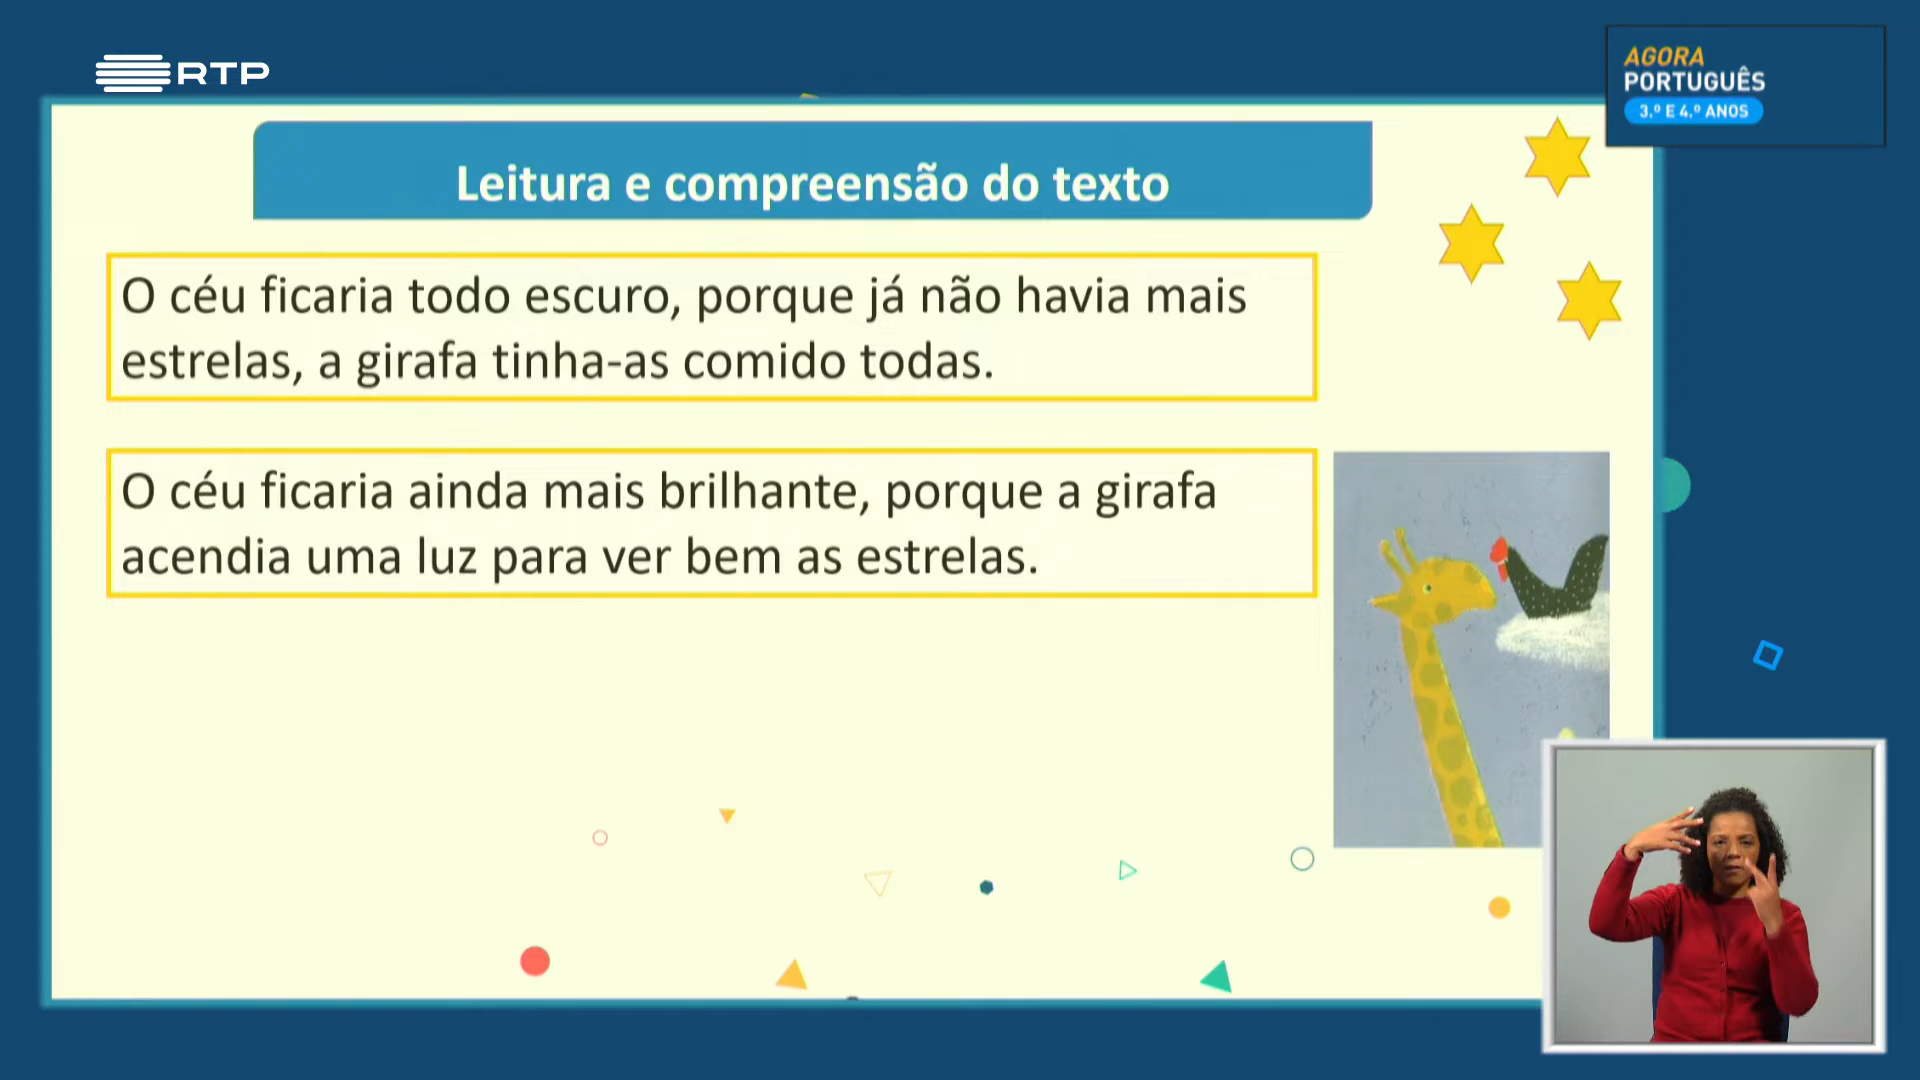 RTP
AGORA
PORTUGUÊS
3.º E 4.º ANOS
Leitura e compreensão do texto
O céu ficaria todo escuro, porque já não havia mais
estrelas, a girafa tinha-as comido todas.
O céu ficaria ainda mais brilhante, porque a girafa
acendia uma luz para ver bem as estrelas.